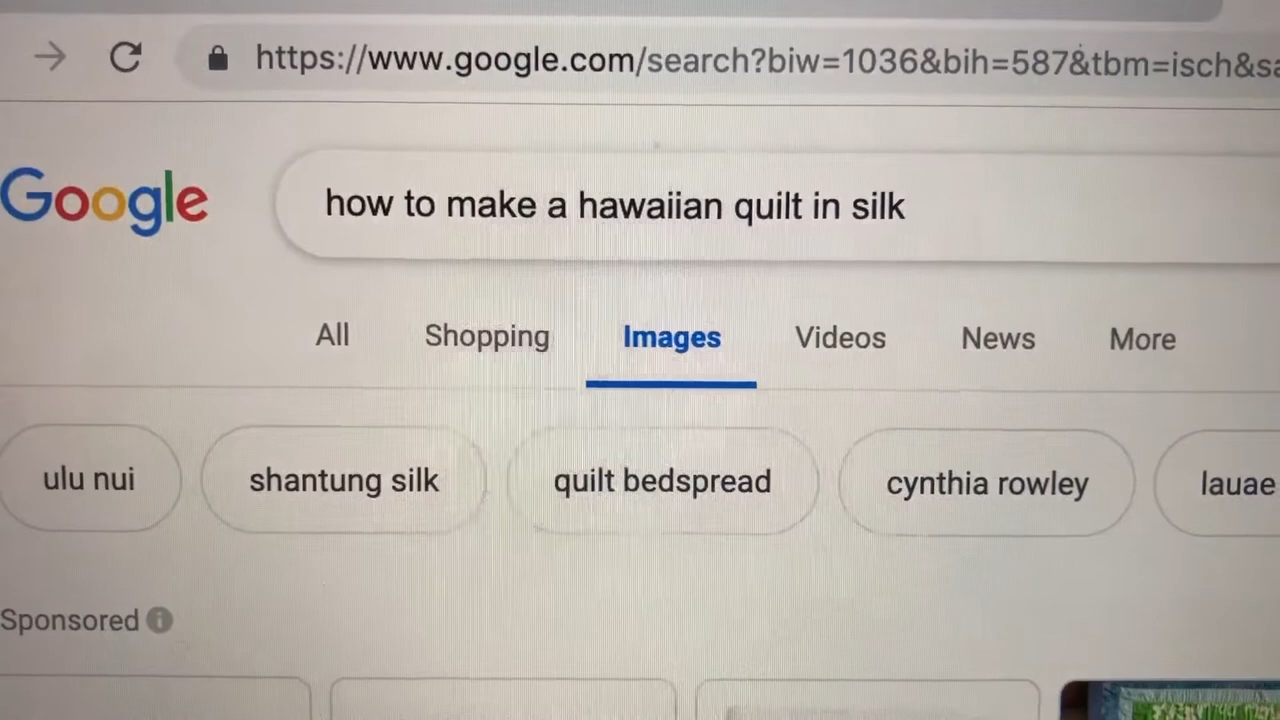 https://www.google.com/search?biw=1036&bih=587&tbm=isch&sa
Google
how to make a hawaiian quilt in silk
All Shopping Images Videos News More
ulu nui shantung silk quilt bedspread cynthia rowley lauae
Sponsored